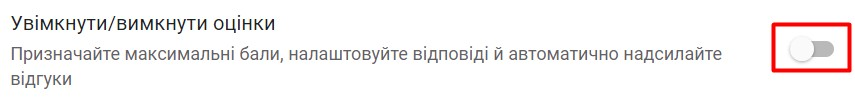 Увімкнути/вимкнути оцінки
Призначайте максимальні бали, налаштовуйте відповіді й автоматично надсилайте
відгуки